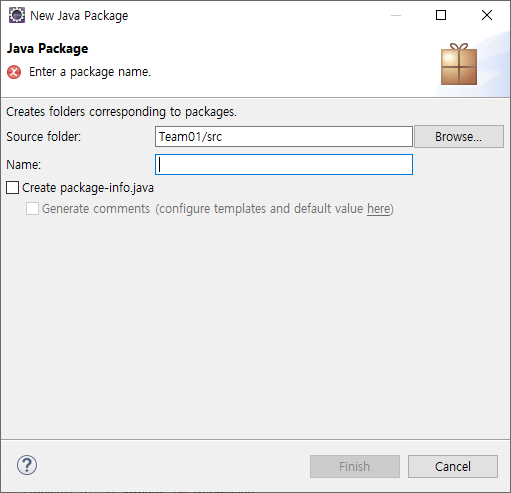 New Java Package
Java Package
Enter a package name.
Creates folders corresponding to packages.
Source folder:
Team01/src
Browse...
Name:
Create package-info.java
Generate comments (configure templates and default value here)
?
Finish
Cancel